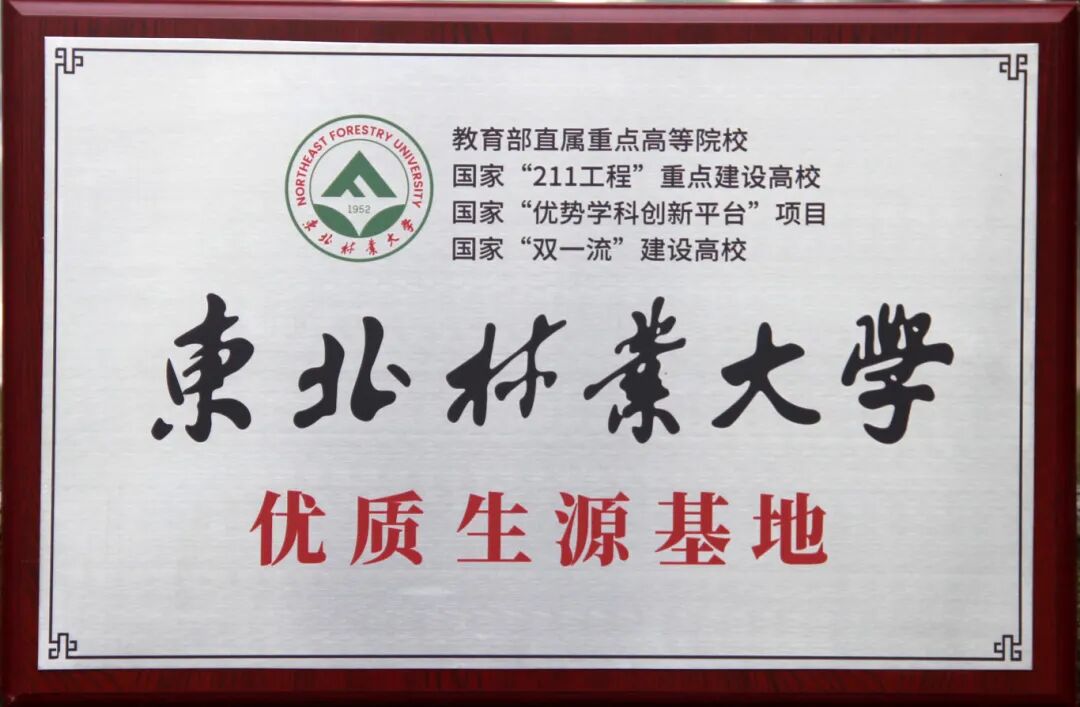 NORTHEAST FORESTRY UNIVERSITY
1952
東北林業大學
教育部直属重点高等院校
国家“211工程”重点建设高校
国家“优势学科创新平台”项目
国家“双一流”建设高校
東北林業大學
优质生源基地